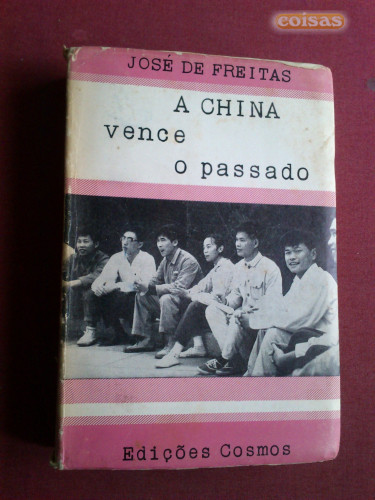 coisas
JOSÉ DE FREITAS
A CHINA
vence
o passado
Edições Cosmos